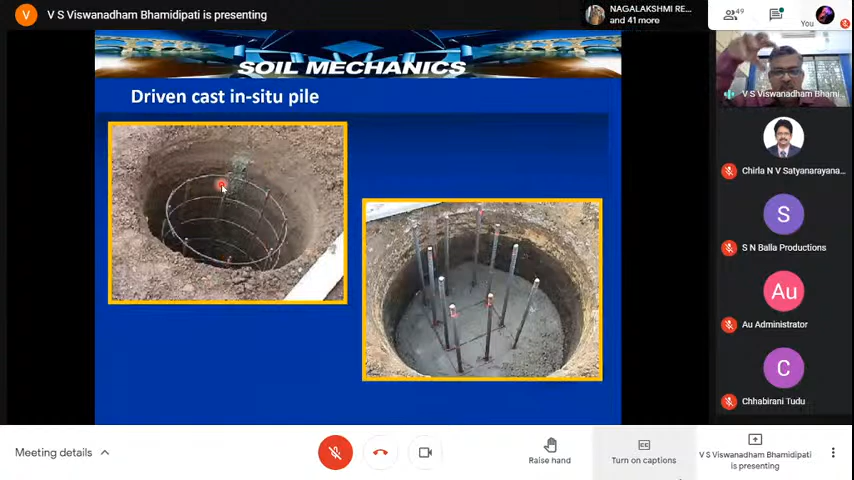 V
V S Viswanadham Bhamidipati is presenting
NAGALAKSHMI RE...
and 41 more
49
You
SOIL MECHANICS
Driven cast in-situ pile
V S Viswanadham Bhami...
Chirla N V Satyanarayana...
S
S N Balla Productions
Au
Au Administrator
C
Chhabirani Tudu
Meeting details
Raise hand
CC
Turn on captions
V S Viswanadham Bhamidipati
is presenting